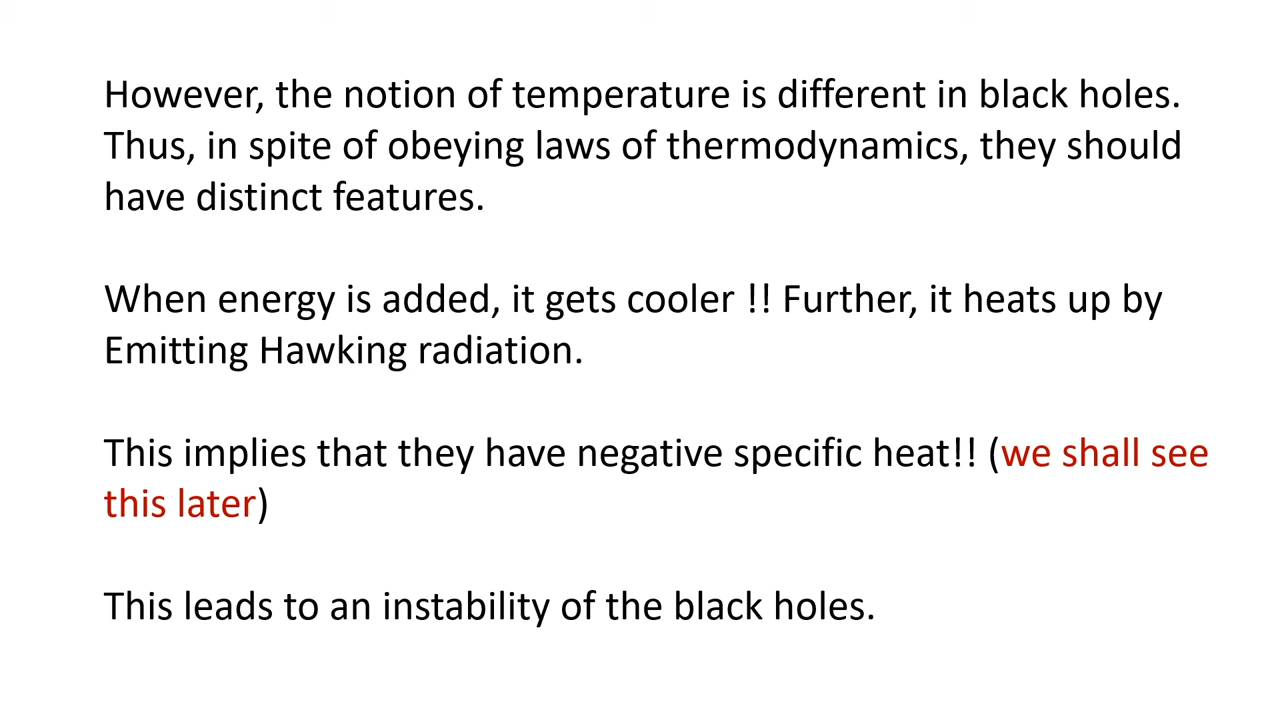 However, the notion of temperature is different in black holes.
Thus, in spite of obeying laws of thermodynamics, they should
have distinct features.
When energy is added, it gets cooler !! Further, it heats up by
Emitting Hawking radiation.
This implies that they have negative specific heat!! (we shall see
this later)
This leads to an instability of the black holes.